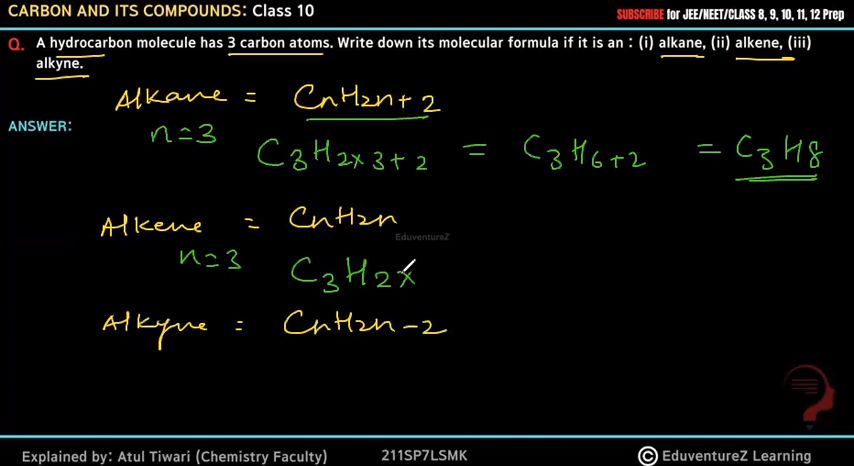 CARBON AND ITS COMPOUNDS: Class 10
SUBSCRIBE for JEE/NEET/CLASS 8, 9, 10, 11, 12 Prep
Q. A hydrocarbon molecule has 3 carbon atoms. Write down its molecular formula if it is an : (i) alkane, (ii) alkene, (iii)
alkyne.
Alkane = CnH2n+2
ANSWER:
n=3 C3H2×3+2 = C3H6+2 = C3H8
Alkene = CnH2n
EduventureZ
n=3 C3H2×
Alkyne = CnH2n-2
Explained by: Atul Tiwari (Chemistry Faculty) 211SP7LSMK © EduventureZ Learning